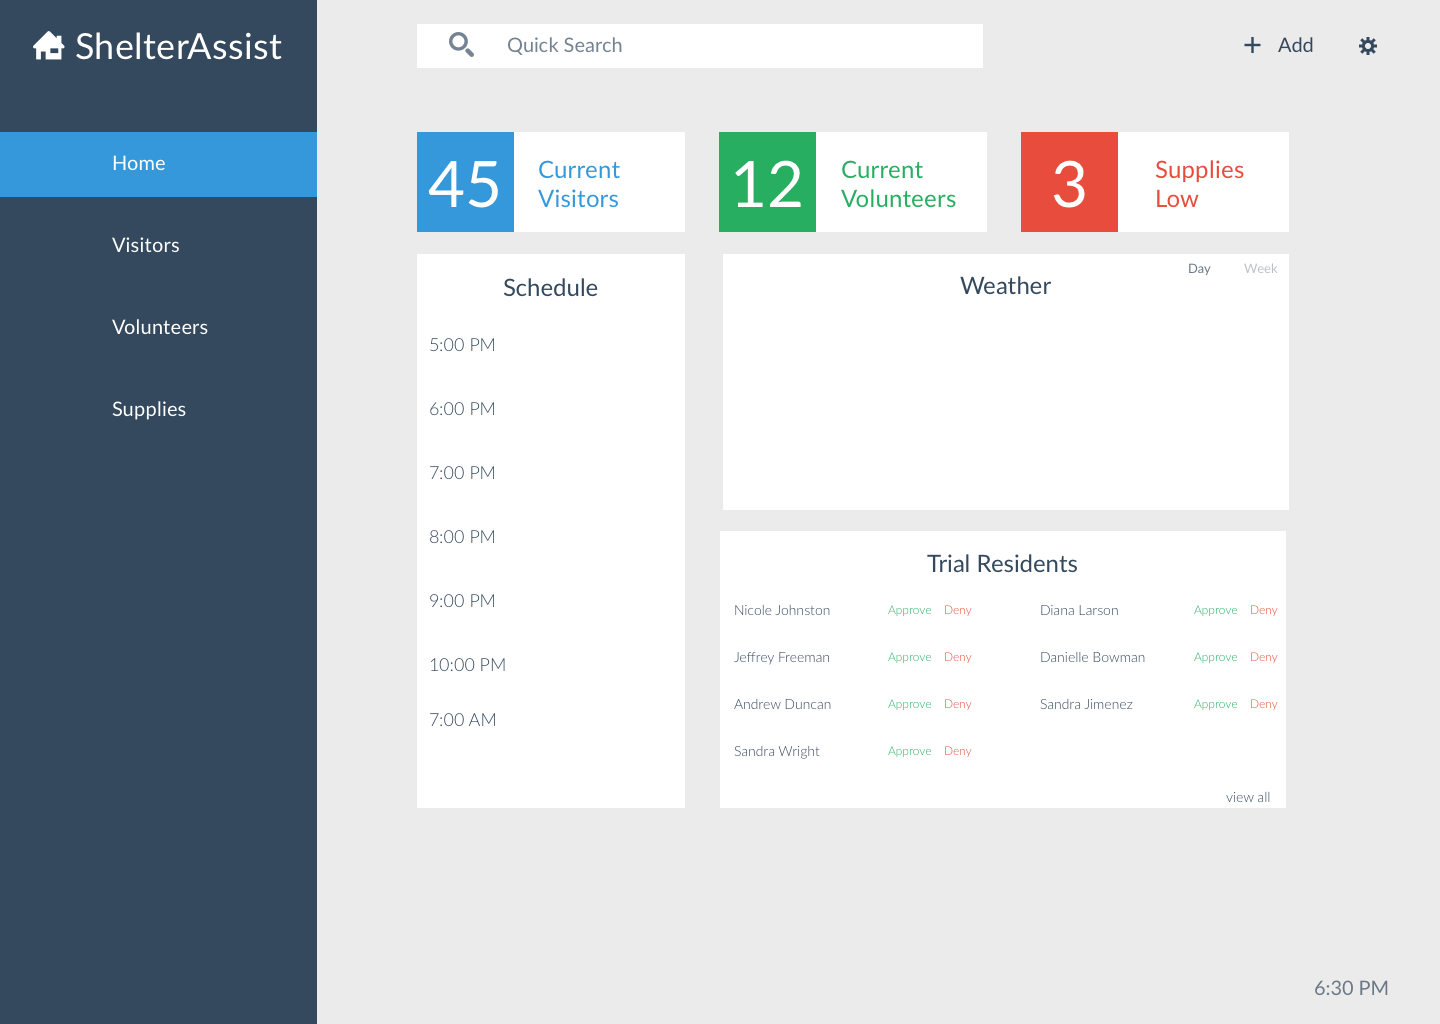 ShelterAssist
Quick Search
Add
Home
Visitors
Volunteers
Supplies
45
Current
Visitors
12
Current
Volunteers
3
Supplies
Low
Schedule
5:00 PM
6:00 PM
7:00 PM
8:00 PM
9:00 PM
10:00 PM
7:00 AM
Day Week
Weather
Trial Residents
Nicole Johnston Approve Deny Diana Larson Approve Deny
Jeffrey Freeman Approve Deny Danielle Bowman Approve Deny
Andrew Duncan Approve Deny Sandra Jimenez Approve Deny
Sandra Wright Approve Deny
view all
6:30 PM